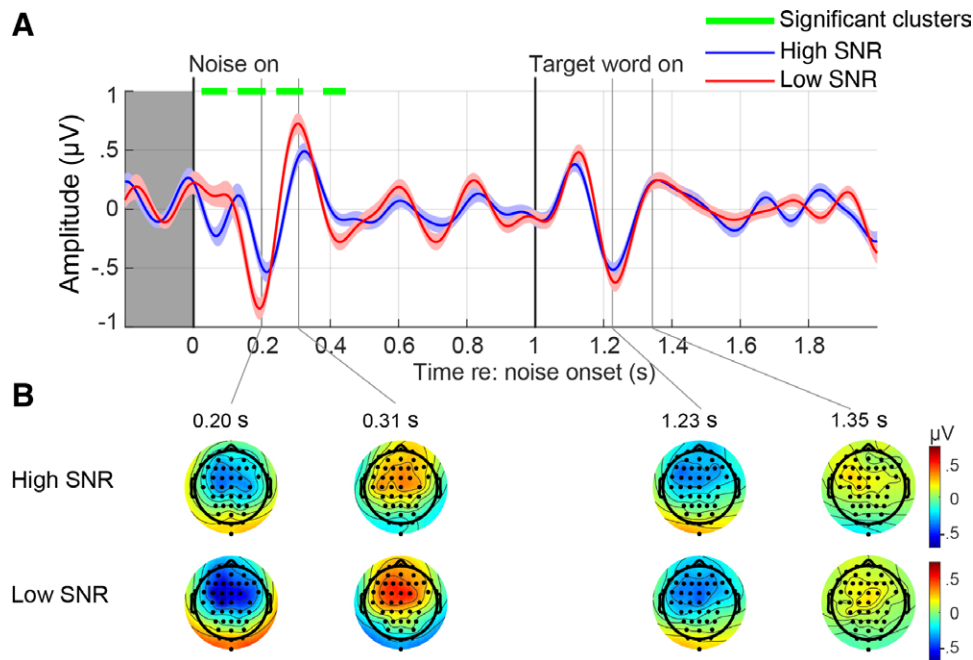 A
Significant clusters
High SNR
Low SNR
Noise on
Target word on
Amplitude (µV)
1
.5
0
-.5
-1
0 0.2 0.4 0.6 0.8 1 1.2 1.4 1.6 1.8
Time re: noise onset (s)
B
0.20 s 0.31 s 1.23 s 1.35 s
µV
High SNR
.5
0
.5
Low SNR
µV
.5
0
.5